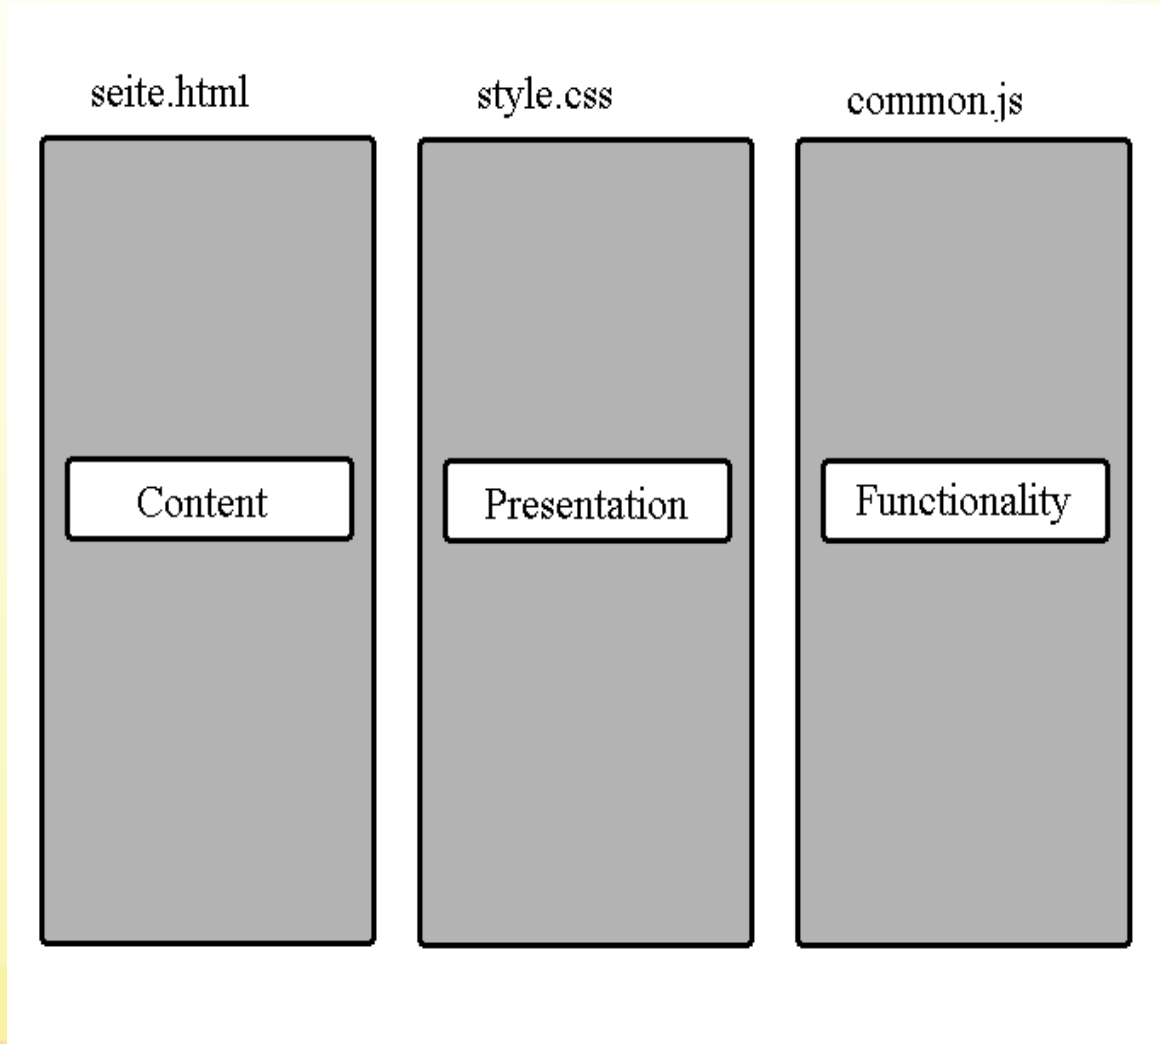 seite.html
style.css
common.js
Content
Presentation
Functionality